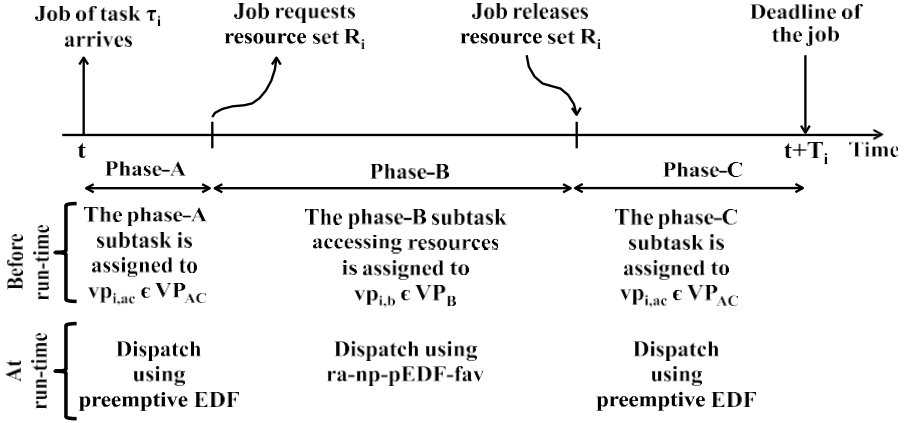 Job of task τi
arrives
Job requests
resource set Ri
Job releases
resource set Ri
Deadline of
the job
t
t+Ti
Time
Phase-A
Phase-B
Phase-C
Before
run-time
The phase-A
subtask is
assigned to
vpi,ac ϵ VPAC
The phase-B subtask
accessing resources
is assigned to
vpi,b ϵ VPB
The phase-C
subtask is
assigned to
vpi,ac ϵ VPAC
At
run-time
Dispatch
using
preemptive EDF
Dispatch using
ra-np-pEDF-fav
Dispatch
using
preemptive EDF